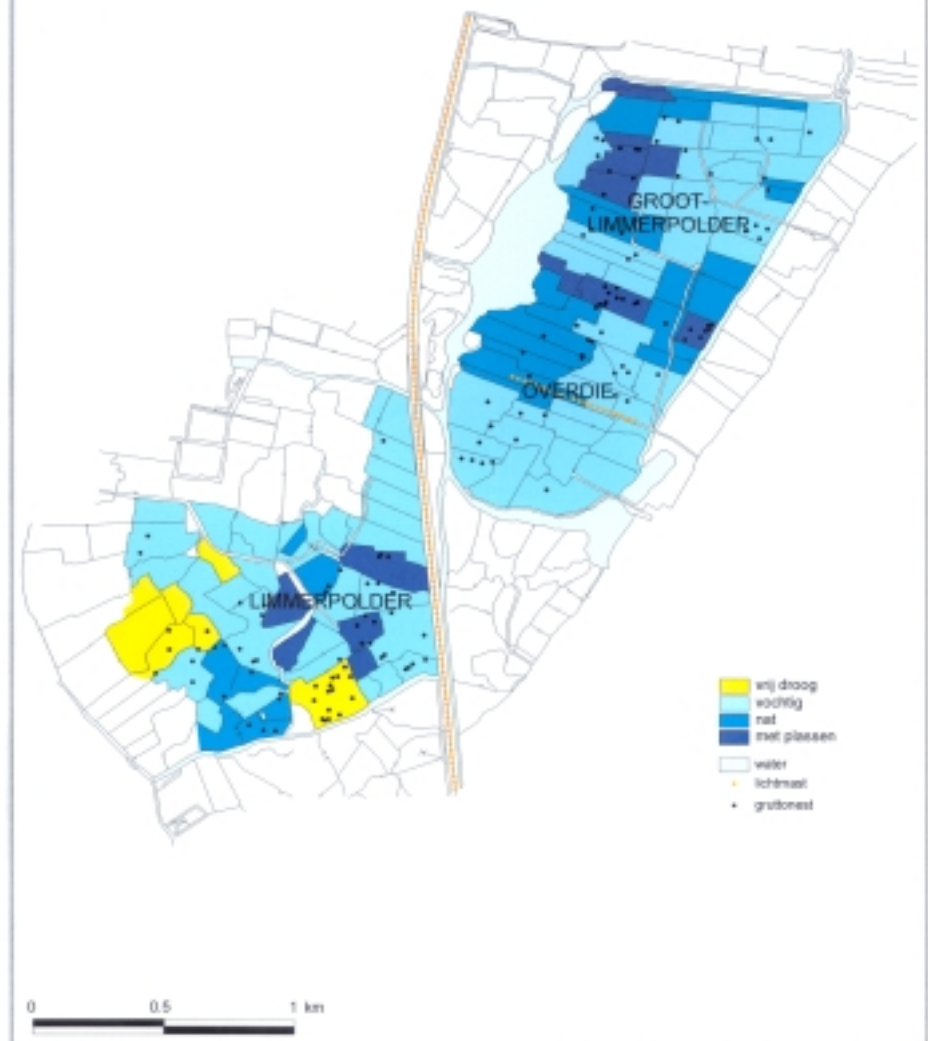 GROOT-
LIMMERPOLDER
OVERDIE
LIMMERPOLDER
vrij droog
vochtig
nat
met plassen
water
lichtmast
gruttonest
0 0.5 1 km